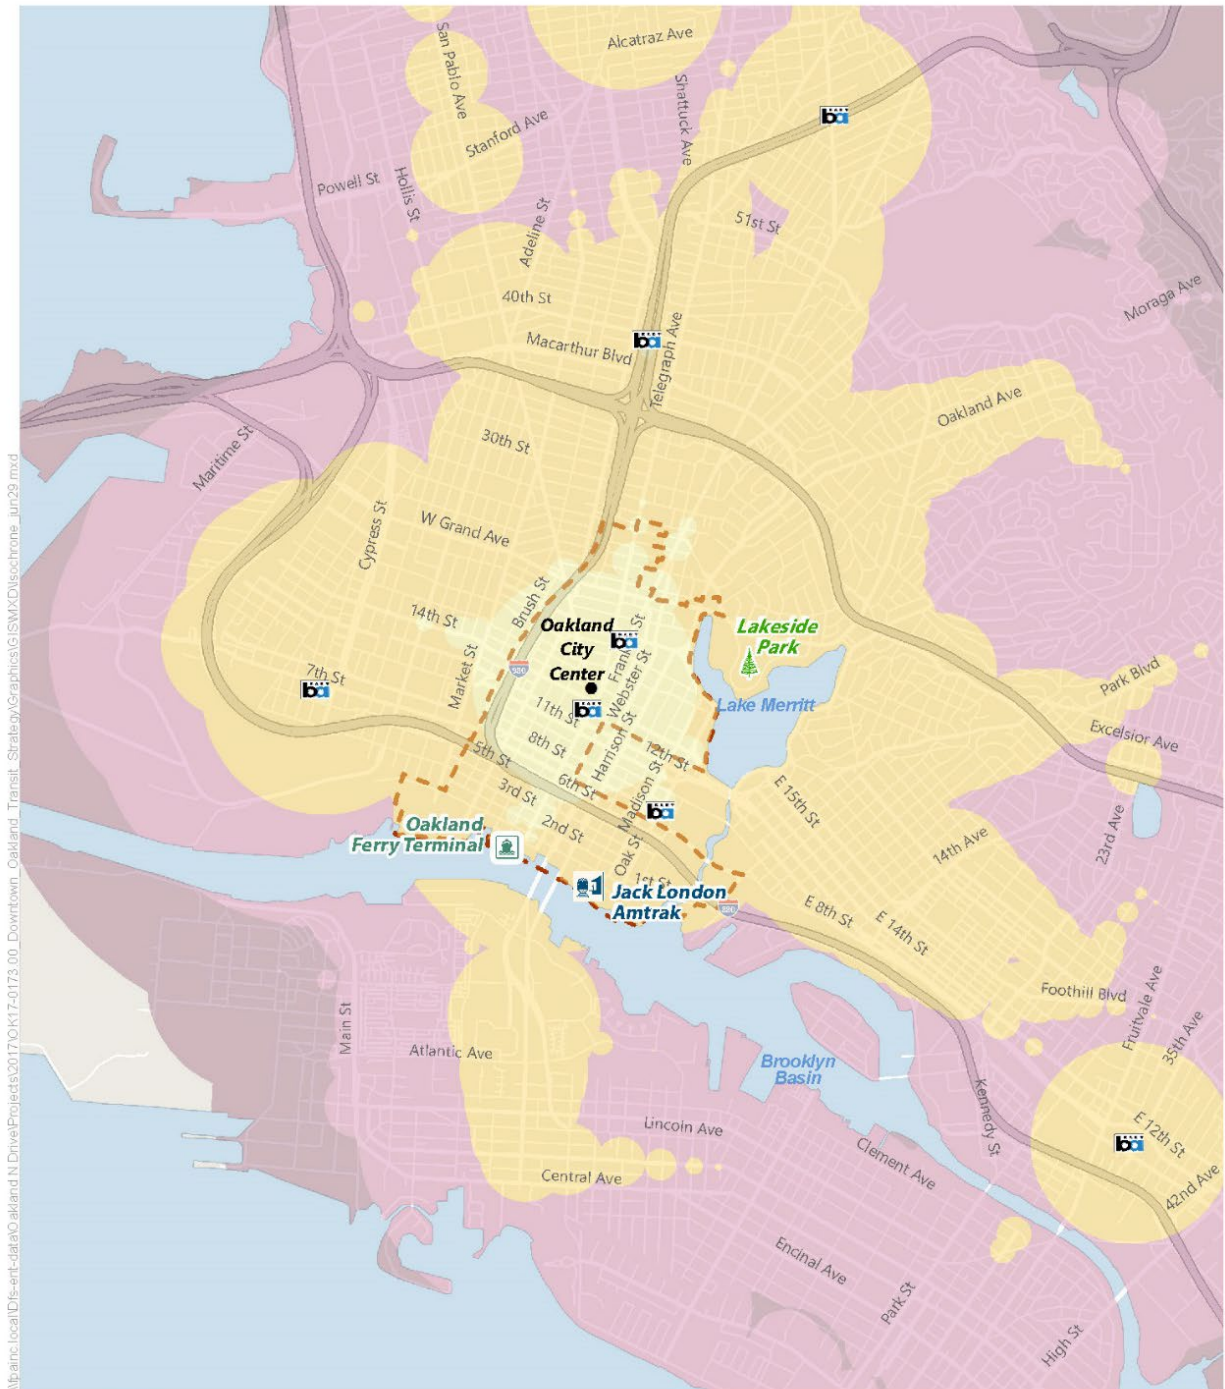 San Pablo Ave
Alcatraz Ave
Shattuck Ave
Stanford Ave
Powell St
Hollis St
Adeline St
51st St
40th St
Moraga Ave
Macarthur Blvd
Telegraph Ave
Oakland Ave
30th St
Maritime St
Cypress St
W Grand Ave
Brush St
14th St
Oakland
City
Center
Lakeside
Park
Market St
7th St
Webster St
Lake Merritt
11th St
Harrison St
8th St
12th St
5th St
6th St
Madison St
3rd St
2nd St
Park Blvd
Excelsior Ave
E 15th St
Oakland
Ferry Terminal
Oak St
1st St
Jack London
Amtrak
14th Ave
23rd Ave
E 8th St
E 14th St
Foothill Blvd
Fruitvale Ave
35th Ave
Main St
Atlantic Ave
Brooklyn
Basin
Kennedy St
Lincoln Ave
Clement Ave
E 12th St
42nd Ave
Central Ave
Encinal Ave
Park St
High St